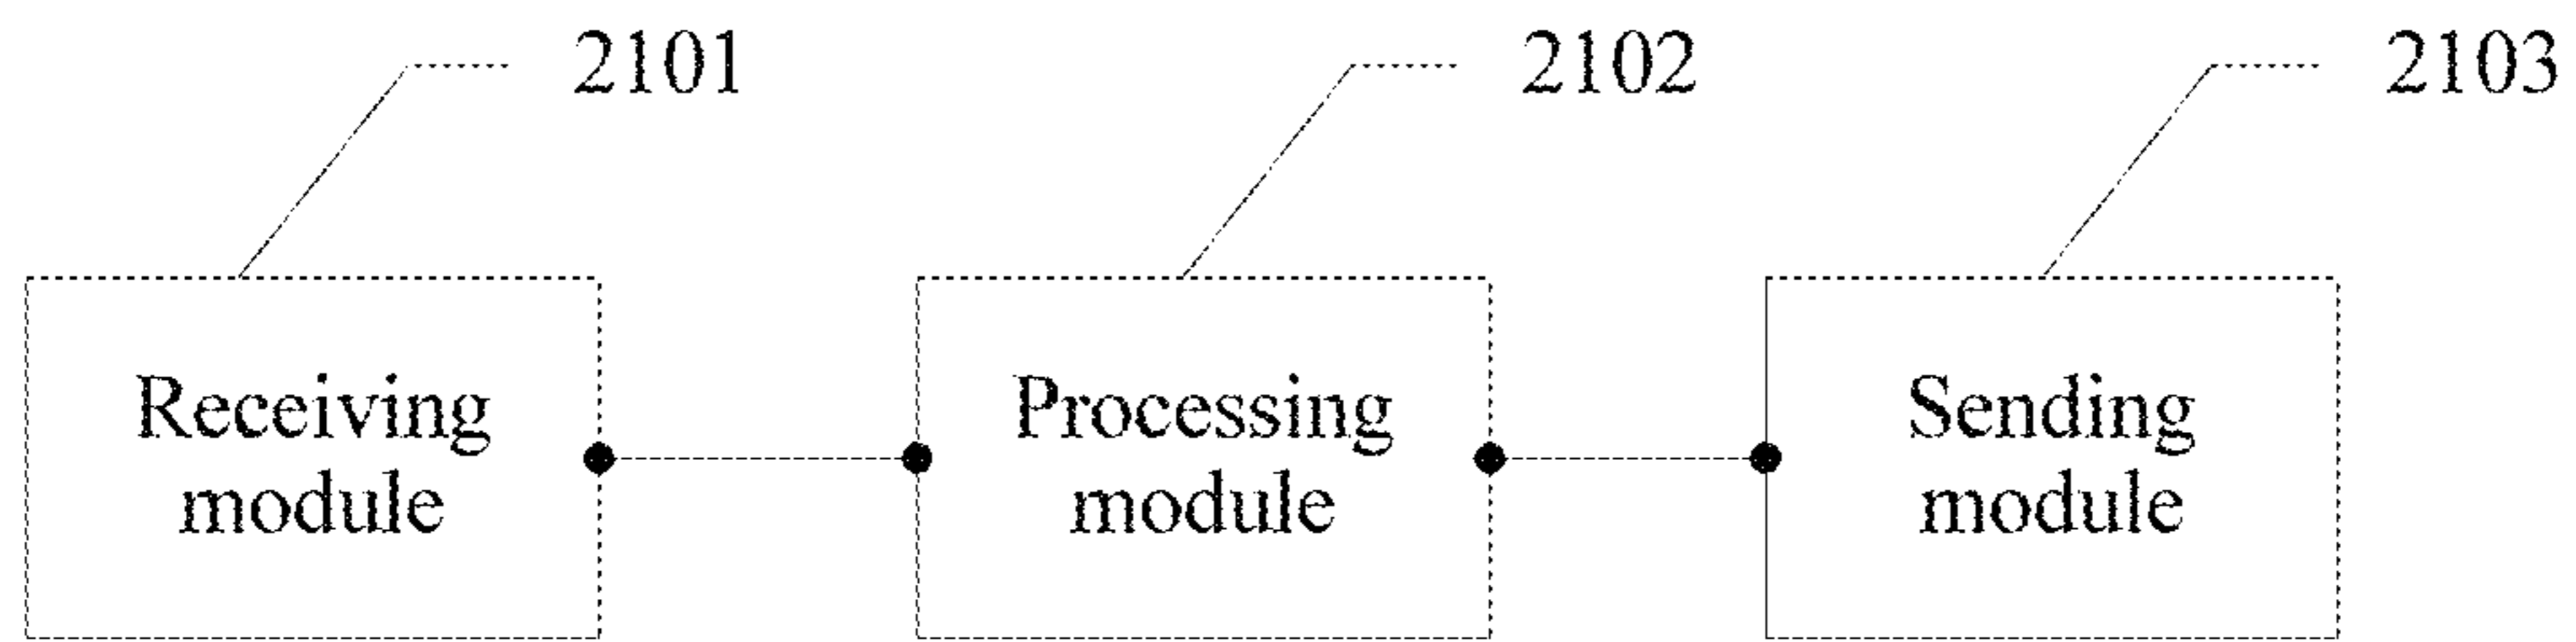 2101
2102
2103
Receiving
module
Processing
module
Sending
module